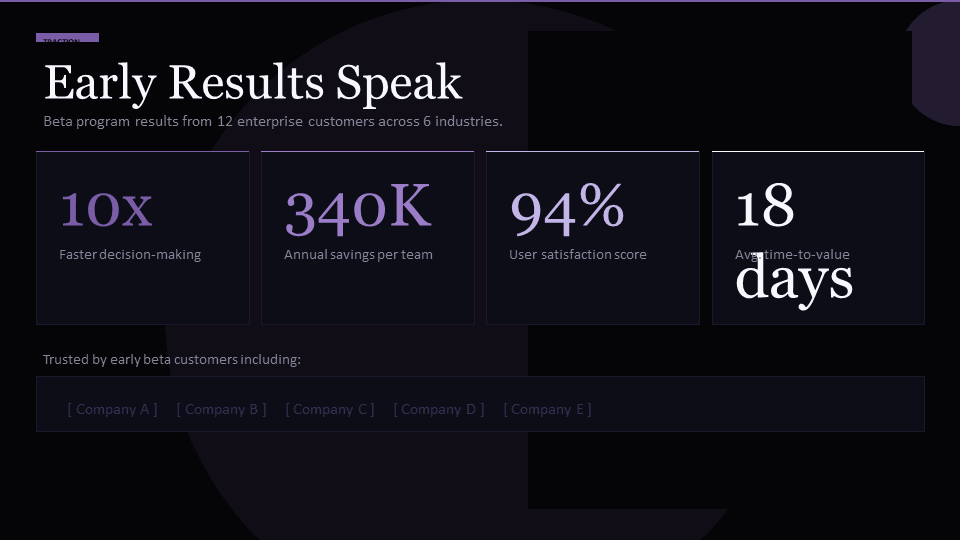 TRACTION
Early Results Speak
Beta program results from 12 enterprise customers across 6 industries.
10x
Faster decision-making
340K
Annual savings per team
94%
User satisfaction score
18
days
Avg time-to-value
Trusted by early beta customers including:
[ Company A ] [ Company B ] [ Company C ] [ Company D ] [ Company E ]